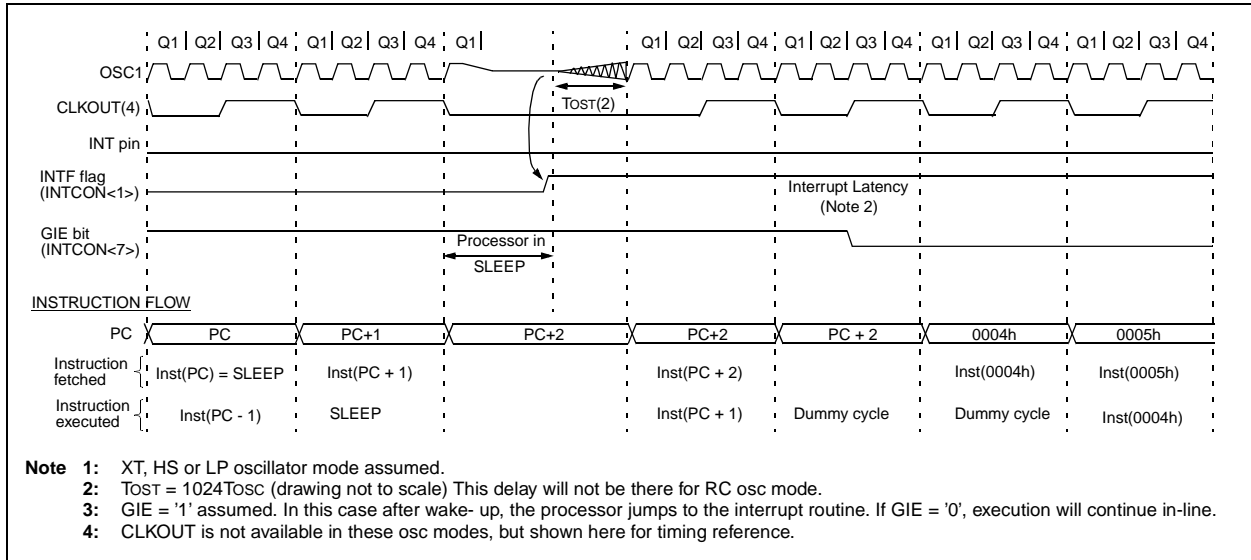 Q1 Q2 Q3 Q4 Q1 Q2 Q3 Q4 Q1 Q1 Q2 Q3 Q4 Q1 Q2 Q3 Q4 Q1 Q2 Q3 Q4 Q1 Q2 Q3 Q4
OSC1
CLKOUT(4)
TOST(2)
INT pin
INTF flag
(INTCON<1>)
Interrupt Latency
(Note 2)
GIE bit
(INTCON<7>)
Processor in
SLEEP
INSTRUCTION FLOW
PC PC PC+1 PC+2 PC+2 PC + 2 0004h 0005h
Instruction
fetched
Inst(PC) = SLEEP Inst(PC + 1) Inst(PC + 2) Inst(0004h) Inst(0005h)
Instruction
executed
Inst(PC - 1) SLEEP Inst(PC + 1) Dummy cycle Dummy cycle Inst(0004h)
Note 1: XT, HS or LP oscillator mode assumed.
2: TOST = 1024TOSC (drawing not to scale) This delay will not be there for RC osc mode.
3: GIE = '1' assumed. In this case after wake- up, the processor jumps to the interrupt routine. If GIE = '0', execution will continue in-line.
4: CLKOUT is not available in these osc modes, but shown here for timing reference.